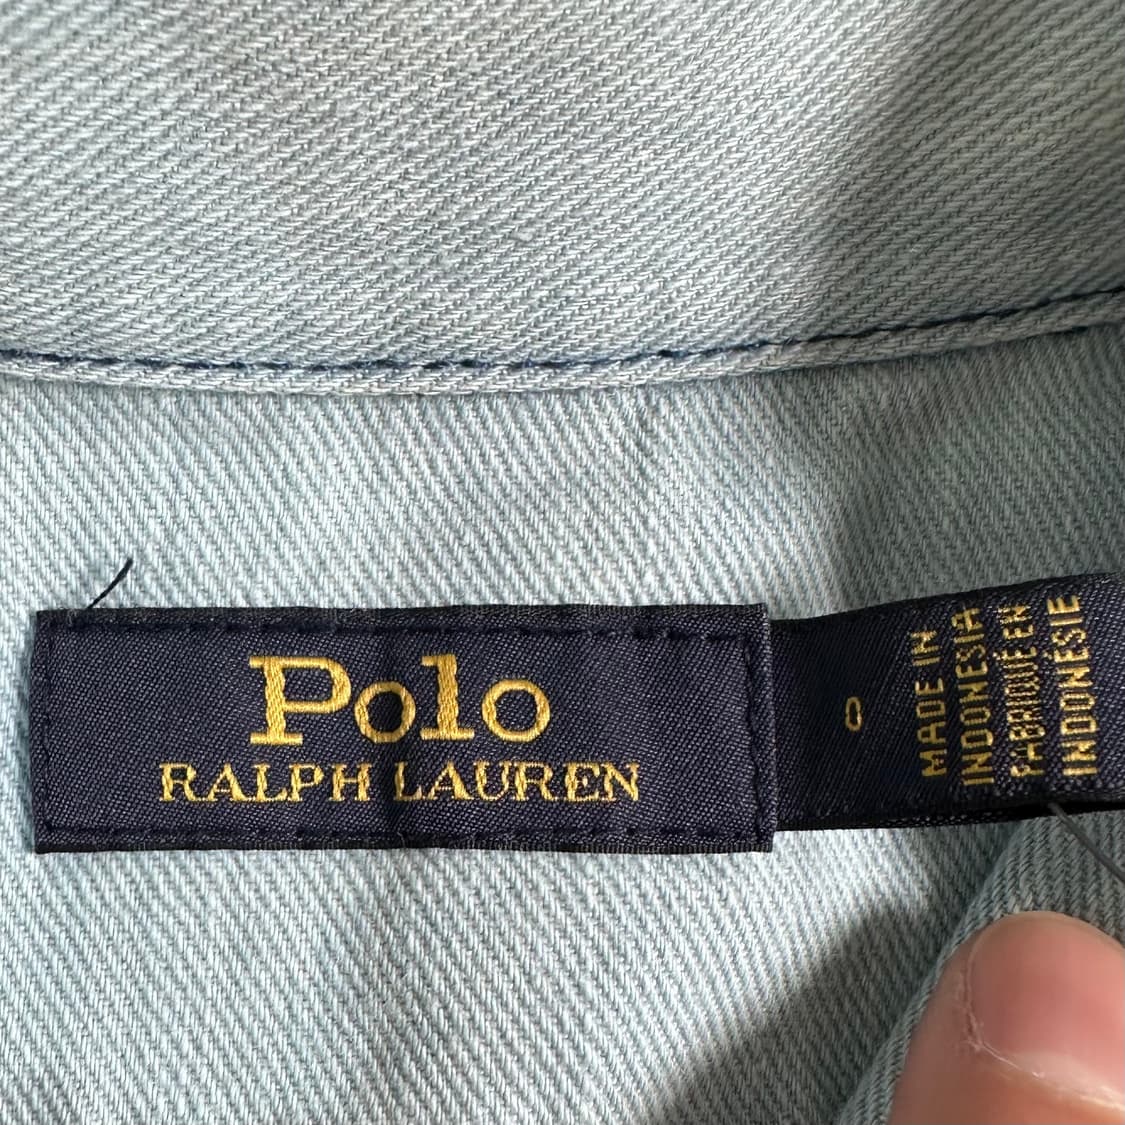 Polo
RALPH LAUREN
0
MADE IN
INDONESIA
FABRIQUÉ EN
INDONÉSIE